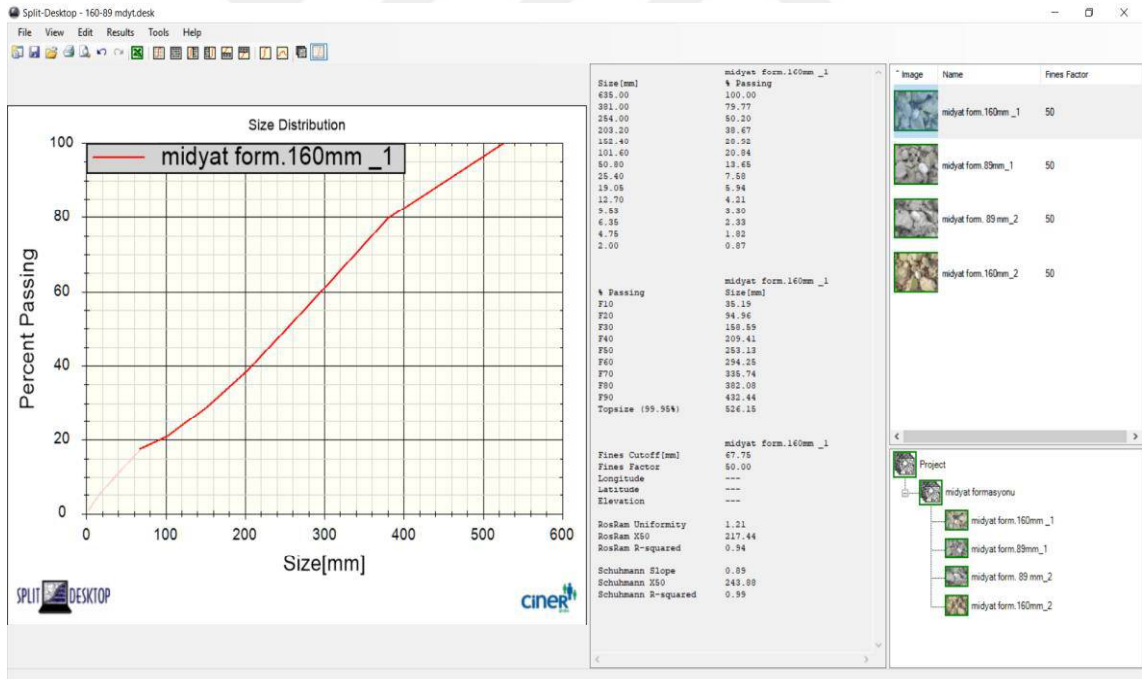 Split-Desktop - 160-89 mdyt.desk
File View Edit Results Tools Help
Size Distribution
midyat form.160mm _1
Percent Passing
100
80
60
40
20
0
0 100 200 300 400 500 600
Size[mm]
SPLIT DESKTOP
ciner
midyat form.160mm _1
Size[mm] % Passing
635.00 100.00
381.00 79.77
254.00 50.20
203.20 38.67
152.40 28.92
101.60 20.84
50.80 13.65
25.40 7.58
19.05 5.94
12.70 4.21
9.53 3.30
6.35 2.33
4.75 1.82
2.00 0.87
midyat form.160mm _1
% Passing Size[mm]
F10 35.19
F20 94.96
F30 158.59
F40 209.41
F50 253.13
F60 294.25
F70 335.74
F80 382.08
F90 432.44
Topsize (99.95%) 526.15
midyat form.160mm _1
Fines Cutoff[mm] 67.75
Fines Factor 50.00
Longitude ---
Latitude ---
Elevation ---
RosRam Uniformity 1.21
RosRam X50 217.44
RosRam R-squared 0.94
Schuhmann Slope 0.89
Schuhmann X50 243.88
Schuhmann R-squared 0.99
Image Name Fines Factor
midyat form.160mm _1 50
midyat form.89mm_1 50
midyat form. 89 mm_2 50
midyat form.160mm_2 50
Project
midyat formasyonu
midyat form.160mm _1
midyat form.89mm_1
midyat form. 89 mm_2
midyat form.160mm_2